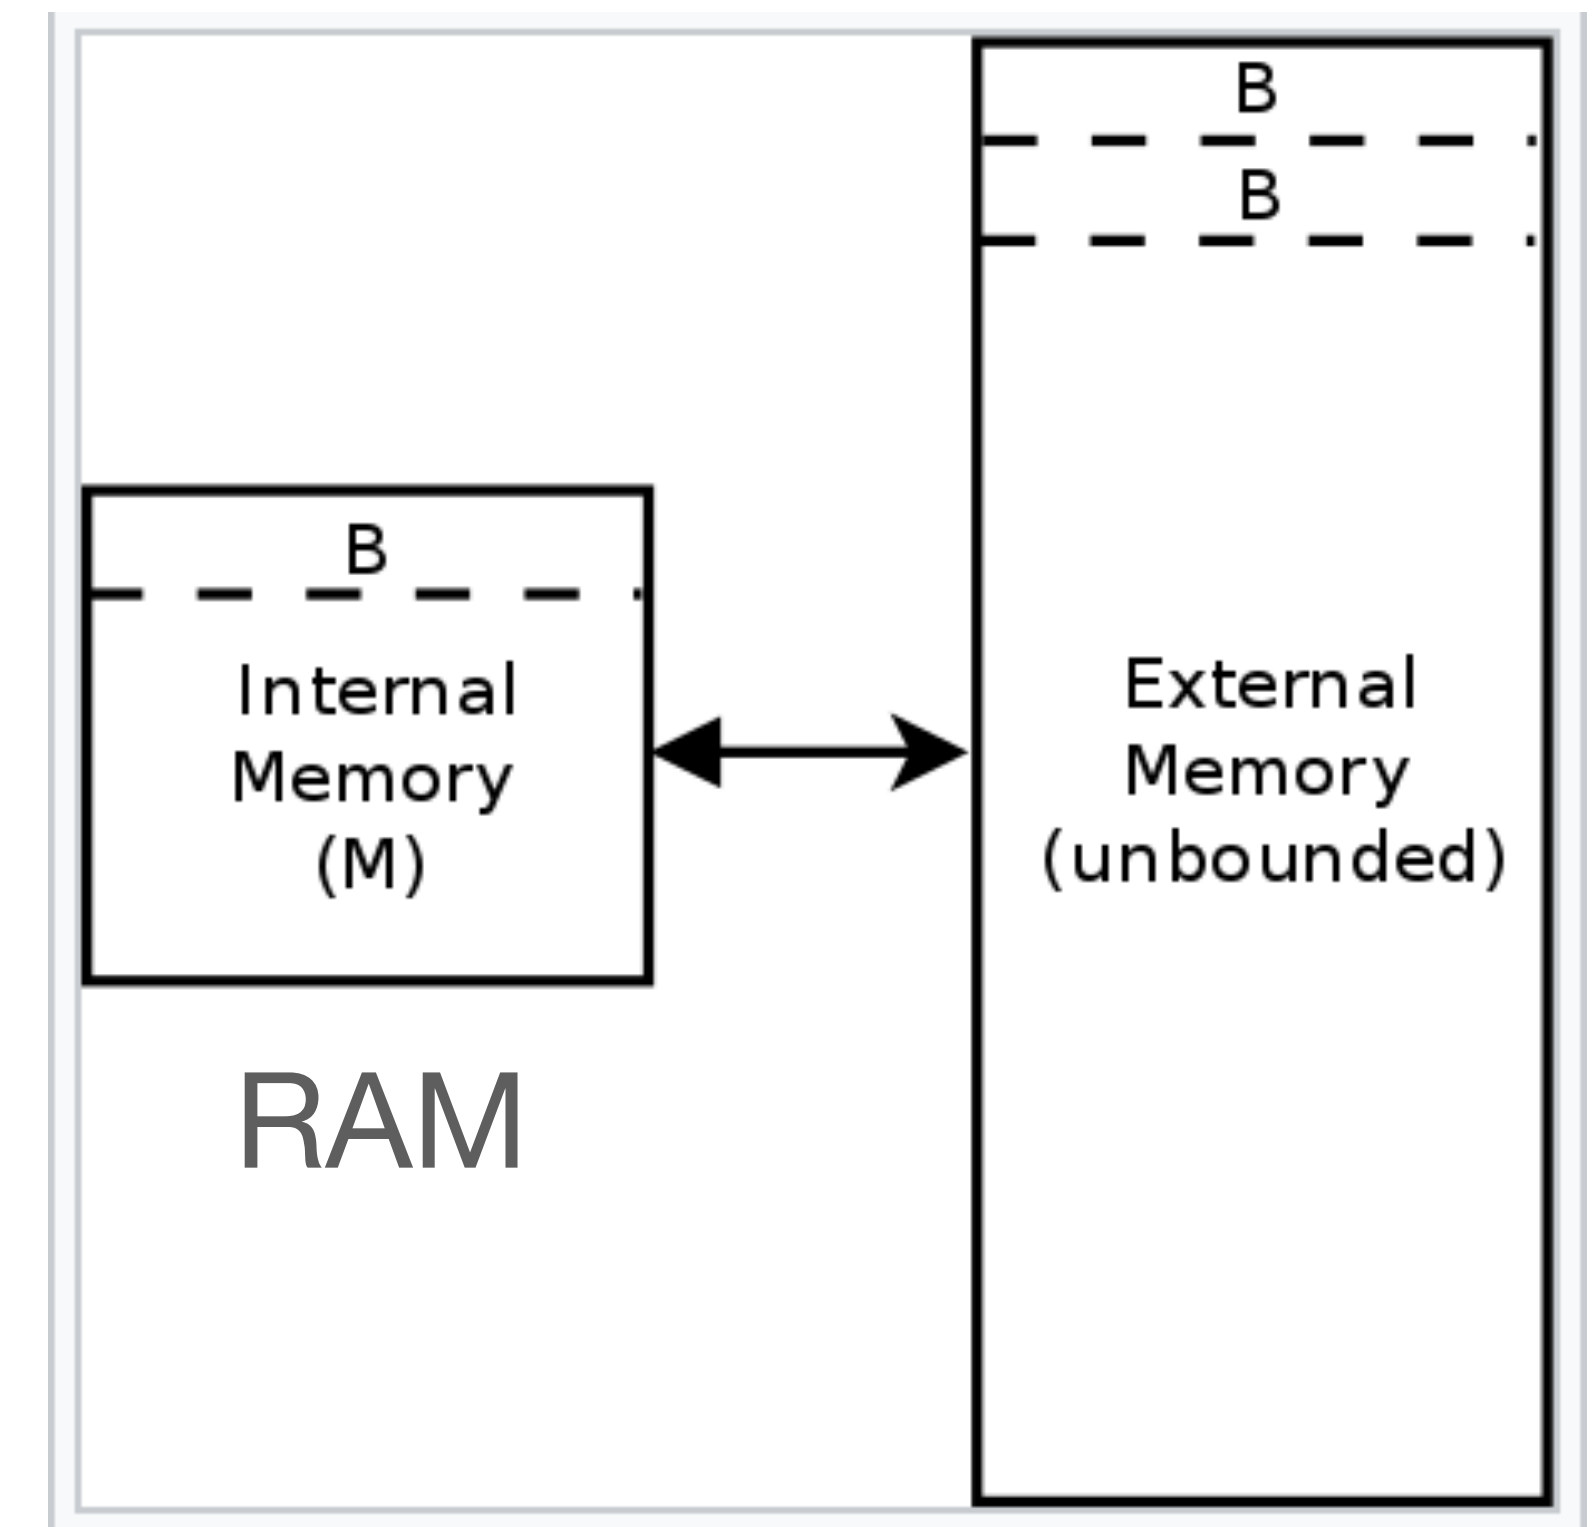 B
Internal
Memory
(M)
RAM
B
B
External
Memory
(unbounded)